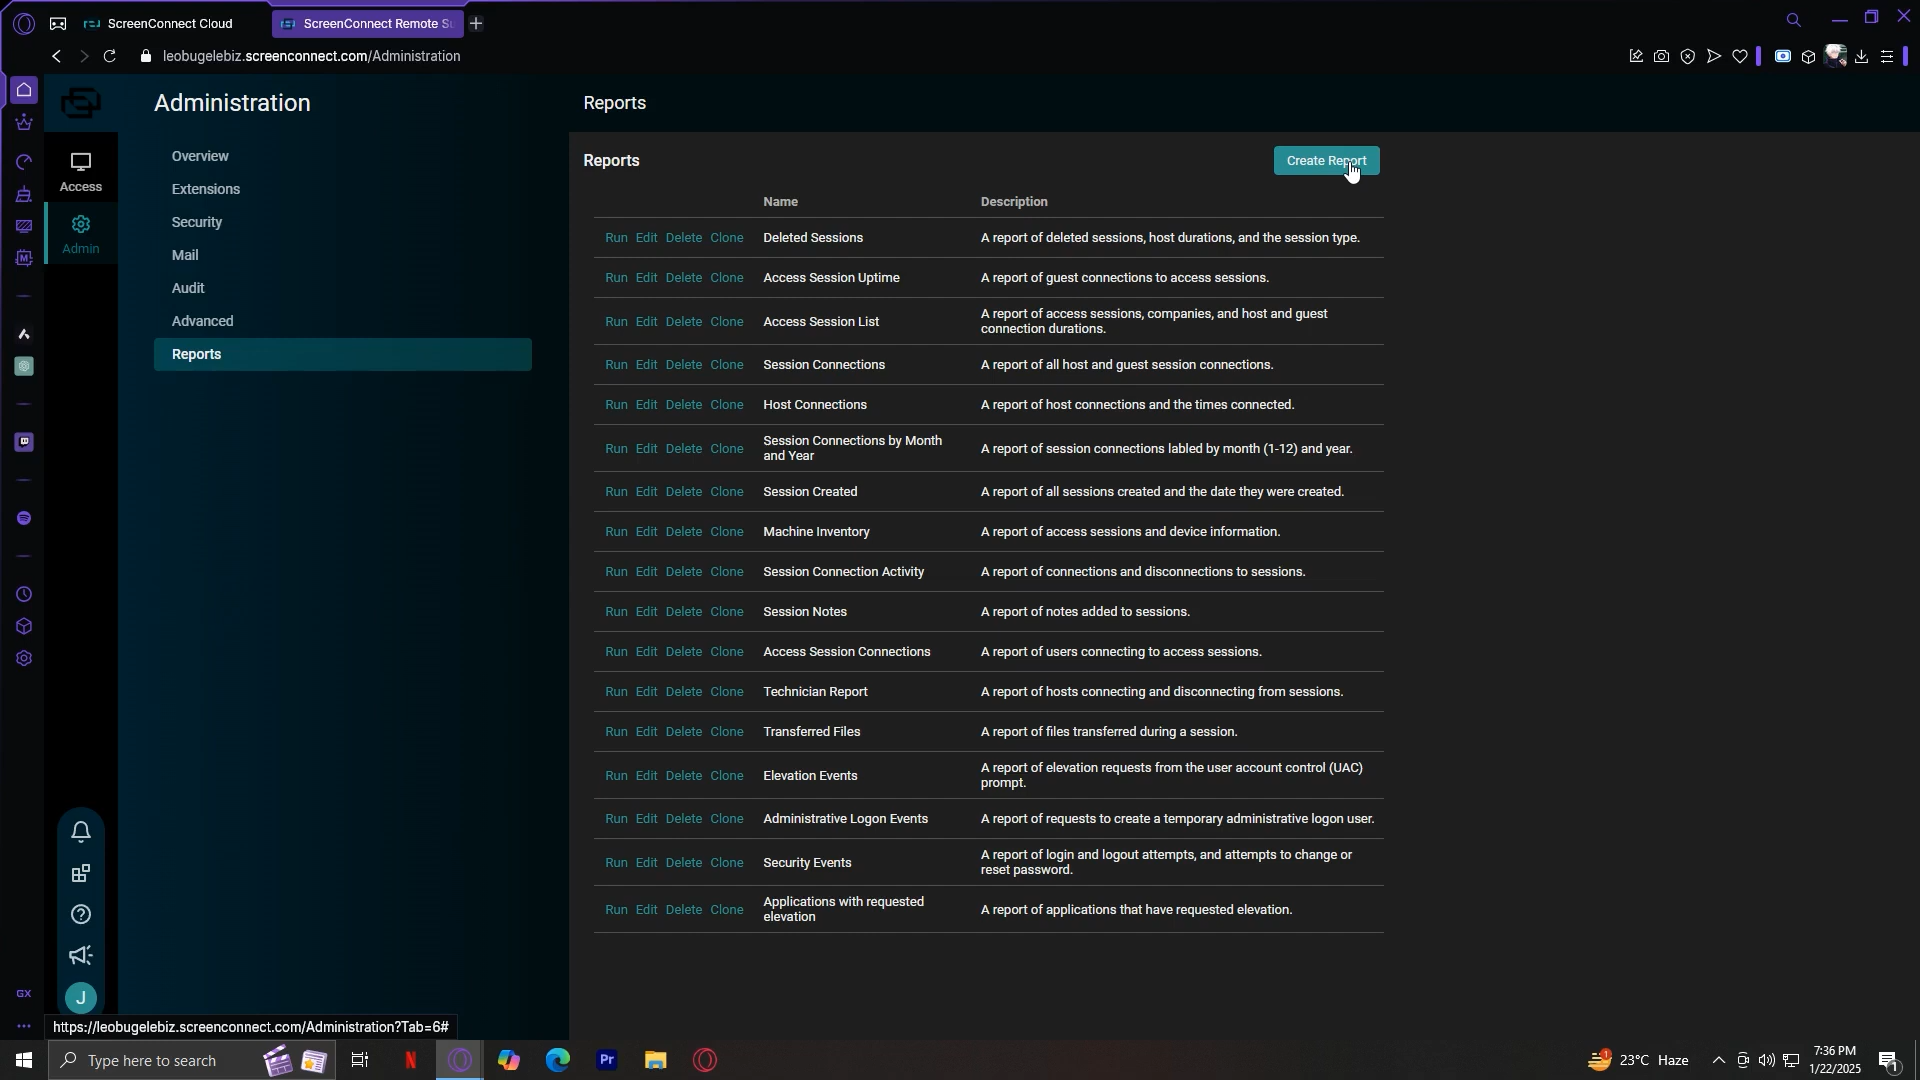 ScreenConnect Cloud
ScreenConnect Remote Su
leobugelebiz.screenconnect.com/Administration
Administration
Reports
Access
Admin
Overview
Extensions
Security
Mail
Audit
Advanced
Reports
Reports
Create Report
Name Description
Run Edit Delete Clone Deleted Sessions A report of deleted sessions, host durations, and the session type.
Run Edit Delete Clone Access Session Uptime A report of guest connections to access sessions.
Run Edit Delete Clone Access Session List A report of access sessions, companies, and host and guest
connection durations.
Run Edit Delete Clone Session Connections A report of all host and guest session connections.
Run Edit Delete Clone Host Connections A report of host connections and the times connected.
Run Edit Delete Clone Session Connections by Month
and Year A report of session connections labled by month (1-12) and year.
Run Edit Delete Clone Session Created A report of all sessions created and the date they were created.
Run Edit Delete Clone Machine Inventory A report of access sessions and device information.
Run Edit Delete Clone Session Connection Activity A report of connections and disconnections to sessions.
Run Edit Delete Clone Session Notes A report of notes added to sessions.
Run Edit Delete Clone Access Session Connections A report of users connecting to access sessions.
Run Edit Delete Clone Technician Report A report of hosts connecting and disconnecting from sessions.
Run Edit Delete Clone Transferred Files A report of files transferred during a session.
Run Edit Delete Clone Elevation Events A report of elevation requests from the user account control (UAC)
prompt.
Run Edit Delete Clone Administrative Logon Events A report of requests to create a temporary administrative logon user.
Run Edit Delete Clone Security Events A report of login and logout attempts, and attempts to change or
reset password.
Run Edit Delete Clone Applications with requested
elevation A report of applications that have requested elevation.
J
GX
https://leobugelebiz.screenconnect.com/Administration?Tab=6#
Type here to search
N
Pr
1
23°C Haze
7:36 PM
1/22/2025
1